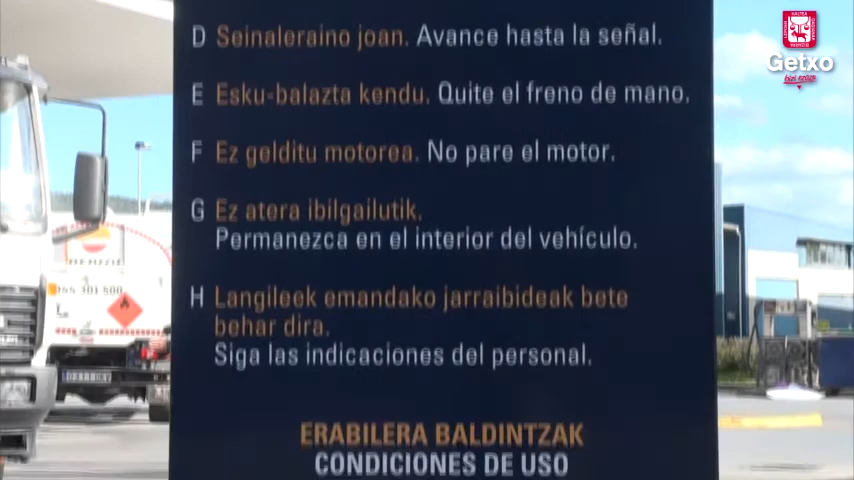 D Seinaleraino joan. Avance hasta la señal.
E Esku-balazta kendu. Quite el freno de mano.
F Ez gelditu motorea. No pare el motor.
G Ez atera ibilgailutik.
Permanezca en el interior del vehículo.
H Langileek emandako jarraibideak bete
behar dira.
Siga las indicaciones del personal.
ERABILERA BALDINTZAK
CONDICIONES DE USO
Getxo
bizi ezazu